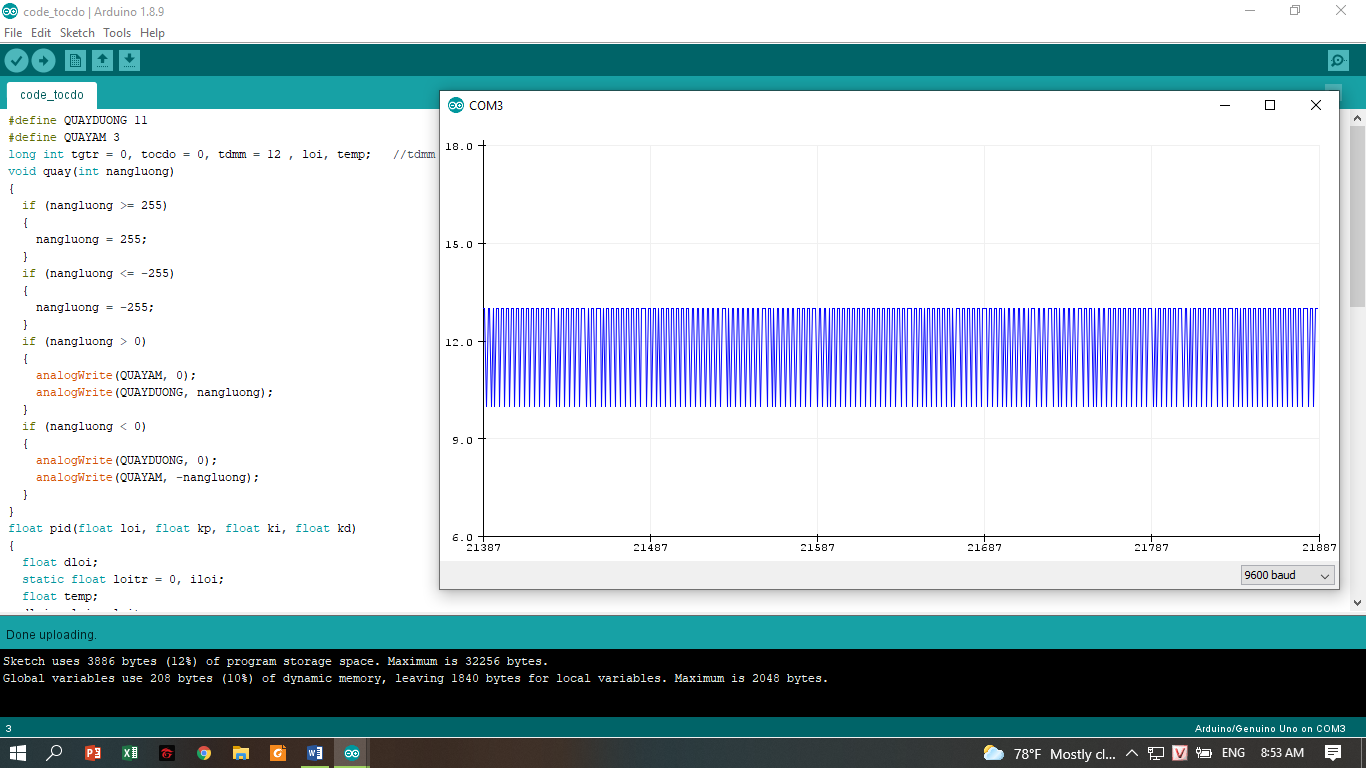 code_tocdo | Arduino 1.8.9
File Edit Sketch Tools Help
code_tocdo
#define QUAYDUONG 11
#define QUAYAM 3
long int tgtr = 0, tocdo = 0, tdmm = 12 , loi, temp;   //tdmm
void quay(int nangluong)
{
  if (nangluong >= 255)
  {
    nangluong = 255;
  }
  if (nangluong <= -255)
  {
    nangluong = -255;
  }
  if (nangluong > 0)
  {
    analogWrite(QUAYAM, 0);
    analogWrite(QUAYDUONG, nangluong);
  }
  if (nangluong < 0)
  {
    analogWrite(QUAYDUONG, 0);
    analogWrite(QUAYAM, -nangluong);
  }
}
float pid(float loi, float kp, float ki, float kd)
{
  float dloi;
  static float loitr = 0, iloi;
  float temp;
COM3
18.0
15.0
12.0
9.0
6.0
21387 21487 21587 21687 21787 21887
9600 baud
Done uploading.
Sketch uses 3886 bytes (12%) of program storage space. Maximum is 32256 bytes.
Global variables use 208 bytes (10%) of dynamic memory, leaving 1840 bytes for local variables. Maximum is 2048 bytes.
3
Arduino/Genuino Uno on COM3
78°F Mostly cl... ENG 8:53 AM